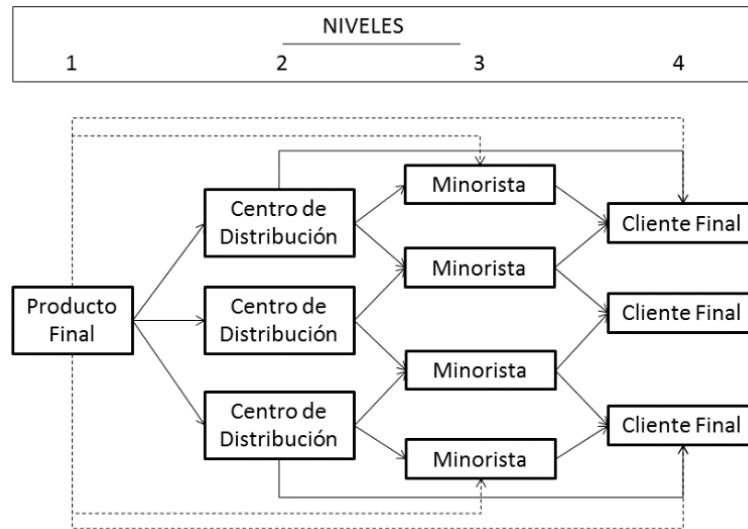 NIVELES
1 2 3 4
Minorista
Centro de
Distribución
Cliente Final
Minorista
Producto
Final
Centro de
Distribución
Cliente Final
Minorista
Centro de
Distribución
Cliente Final
Minorista